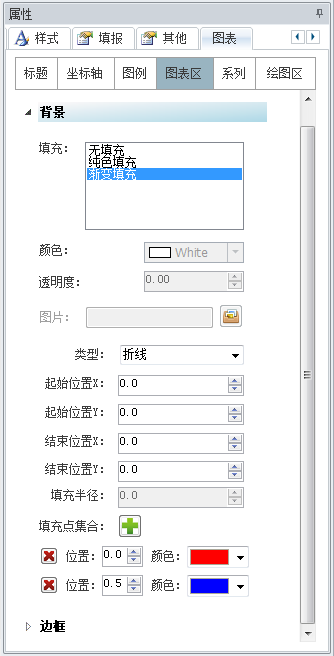 属性
样式 填报 其他 图表
标题 坐标轴 图例 图表区 系列 绘图区
背景
填充：
无填充
纯色填充
渐变填充
颜色： White
透明度： 0.00
图片：
类型： 折线
起始位置X： 0.0
起始位置Y： 0.0
结束位置X： 0.0
结束位置Y： 0.0
填充半径： 0.0
填充点集合：
位置： 0.0 颜色：
位置： 0.5 颜色：
边框